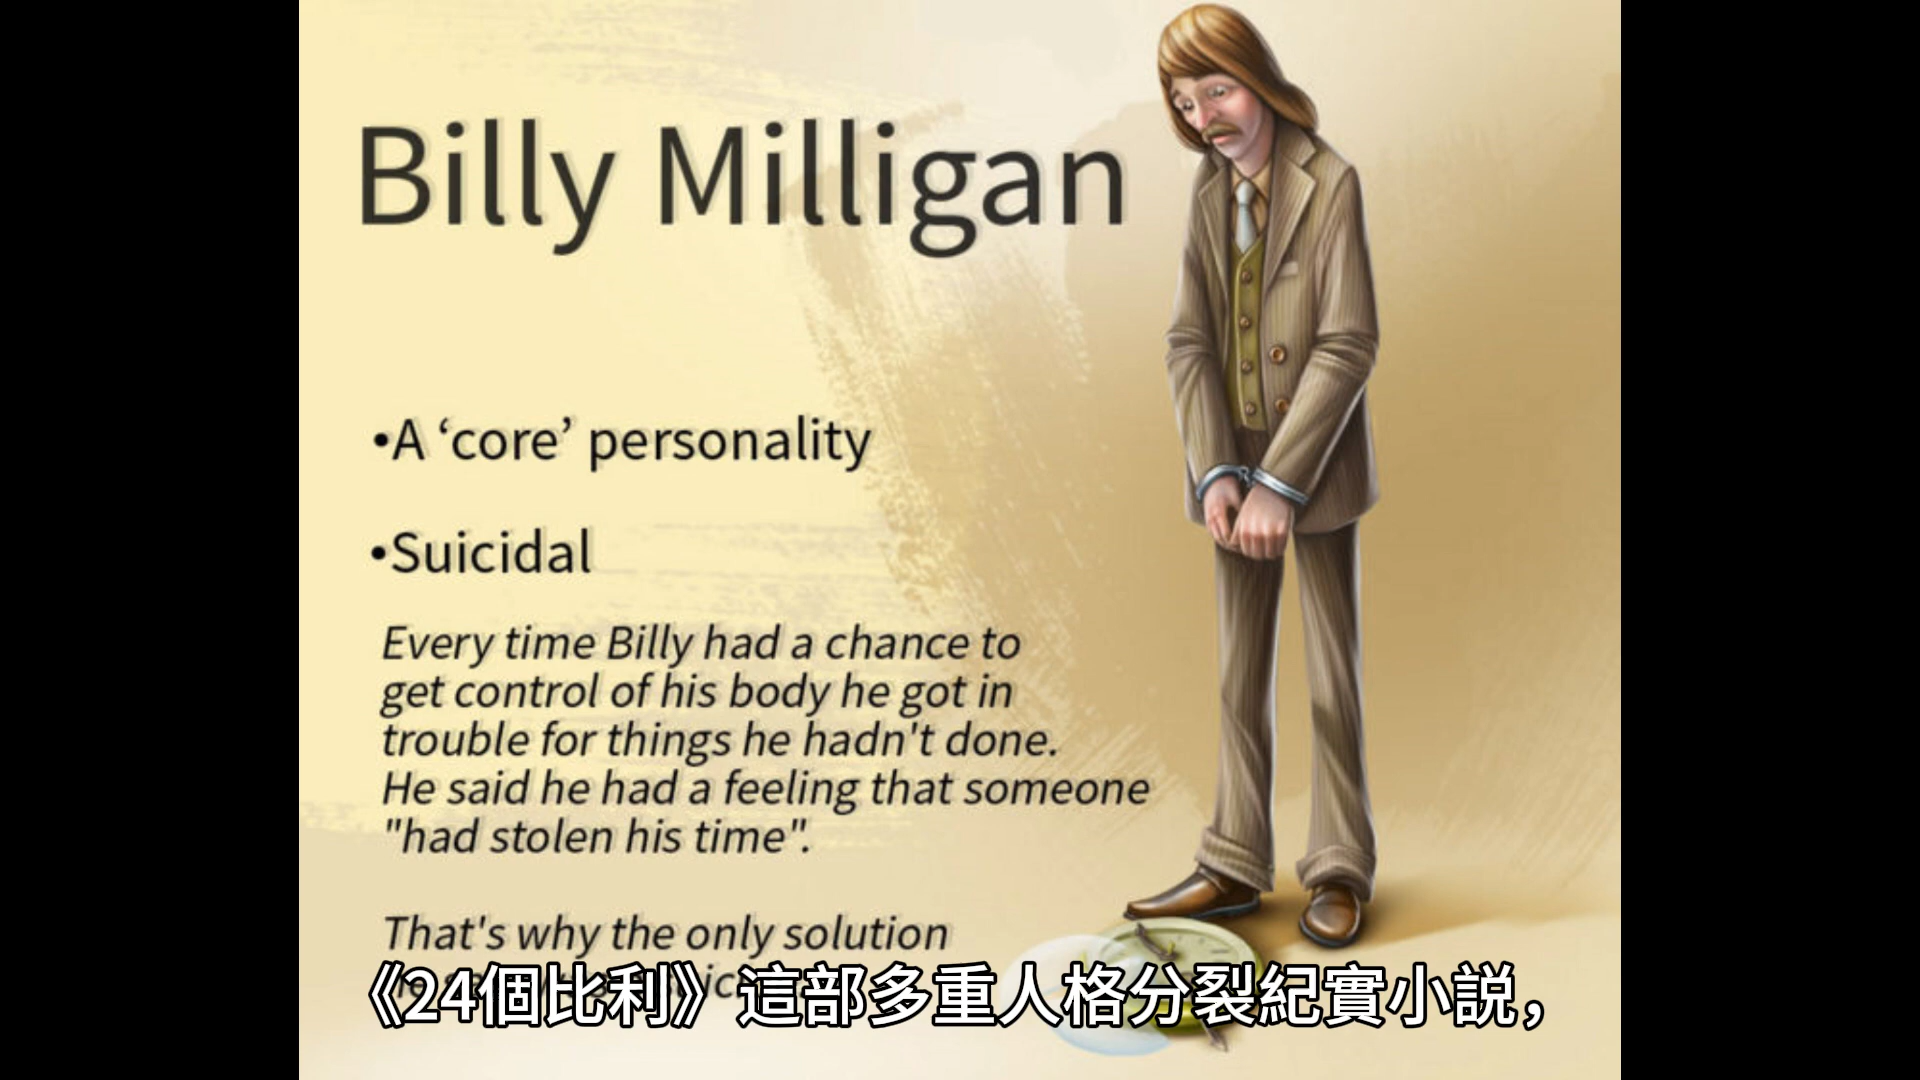 Billy Milligan
•A ‘core’ personality
•Suicidal
Every time Billy had a chance to
get control of his body he got in
trouble for things he hadn't done.
He said he had a feeling that someone
"had stolen his time".
That's why the only solution
《24個比利》這部多重人格分裂紀實小説，